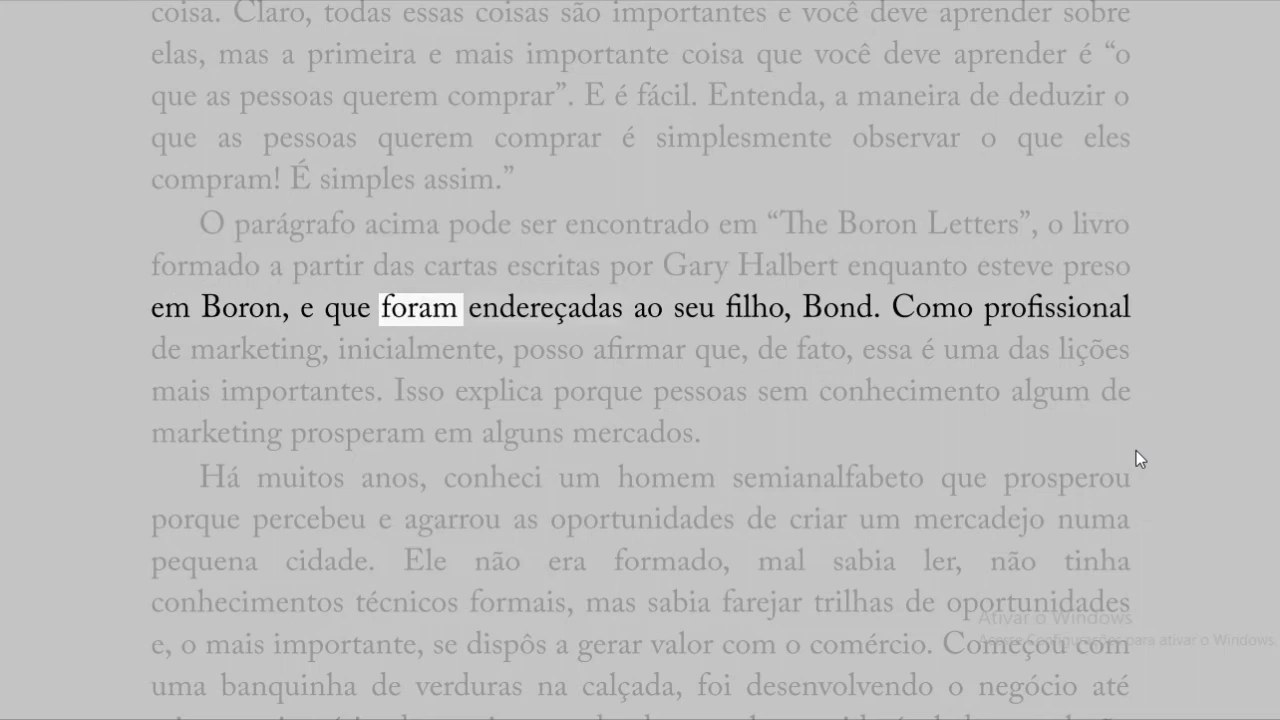 coisa. Claro, todas essas coisas são importantes e você deve aprender sobre
elas, mas a primeira e mais importante coisa que você deve aprender é “o
que as pessoas querem comprar”. E é fácil. Entenda, a maneira de deduzir o
que as pessoas querem comprar é simplesmente observar o que eles
compram! É simples assim.”
O parágrafo acima pode ser encontrado em “The Boron Letters”, o livro
formado a partir das cartas escritas por Gary Halbert enquanto esteve preso
em Boron, e que foram endereçadas ao seu filho, Bond. Como profissional
de marketing, inicialmente, posso afirmar que, de fato, essa é uma das lições
mais importantes. Isso explica porque pessoas sem conhecimento algum de
marketing prosperam em alguns mercados.
Há muitos anos, conheci um homem semianalfabeto que prosperou
porque percebeu e agarrou as oportunidades de criar um mercadejo numa
pequena cidade. Ele não era formado, mal sabia ler, não tinha
conhecimentos técnicos formais, mas sabia farejar trilhas de oportunidades
Ativar o Windows
e, o mais importante, se dispôs a gerar valor com o comércio. Começou com
Acesse Configurações para ativar o Windows.
uma banquinha de verduras na calçada, foi desenvolvendo o negócio até